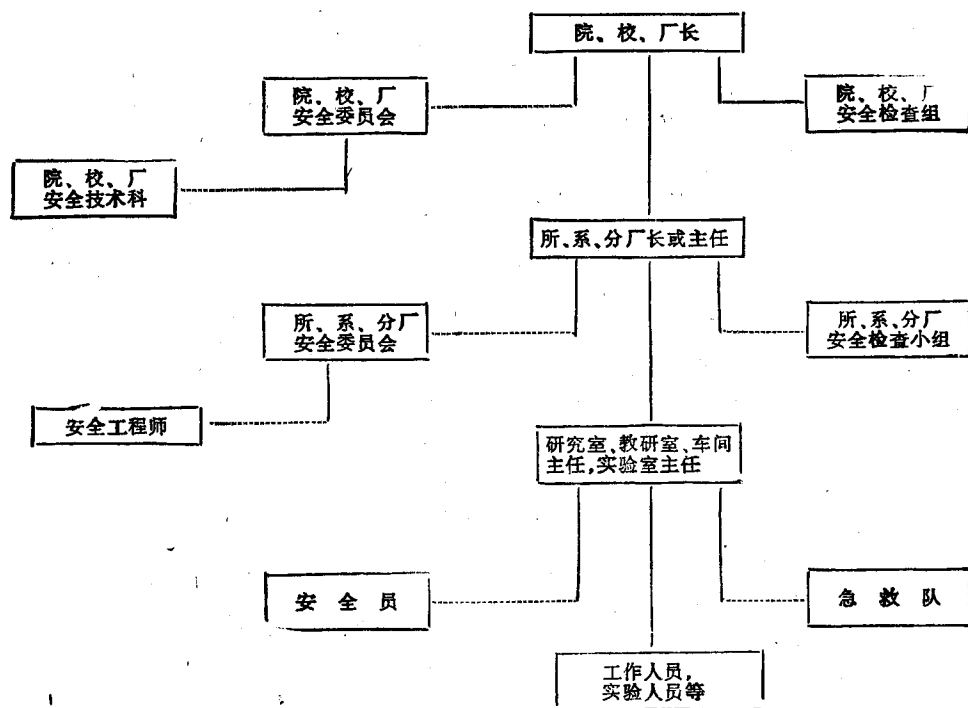 院、校、厂长
院、校、厂
安全委员会
院、校、厂
安全检查组
院、校、厂
安全技术科
所、系、分厂长或主任
所、系、分厂
安全委员会
所、系、分厂
安全检查小组
安全工程师
研究室、教研室、车间
主任,实验室主任
安全员
急救队
工作人员,
实验人员等